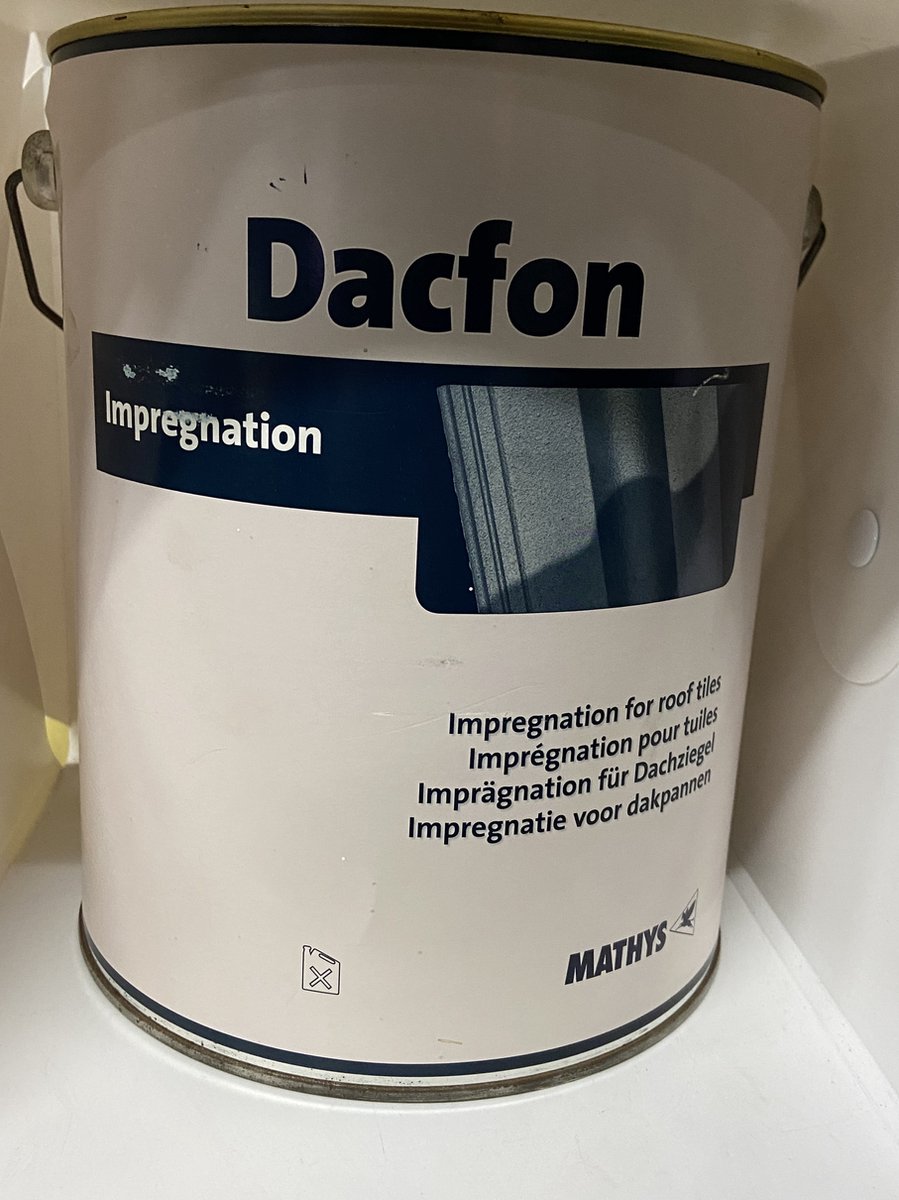 Dacfon
Impregnation
Impregnation for roof tiles
Imprégnation pour tuiles
Imprägnation für Dachziegel
Impregnatie voor dakpannen
MATHYS